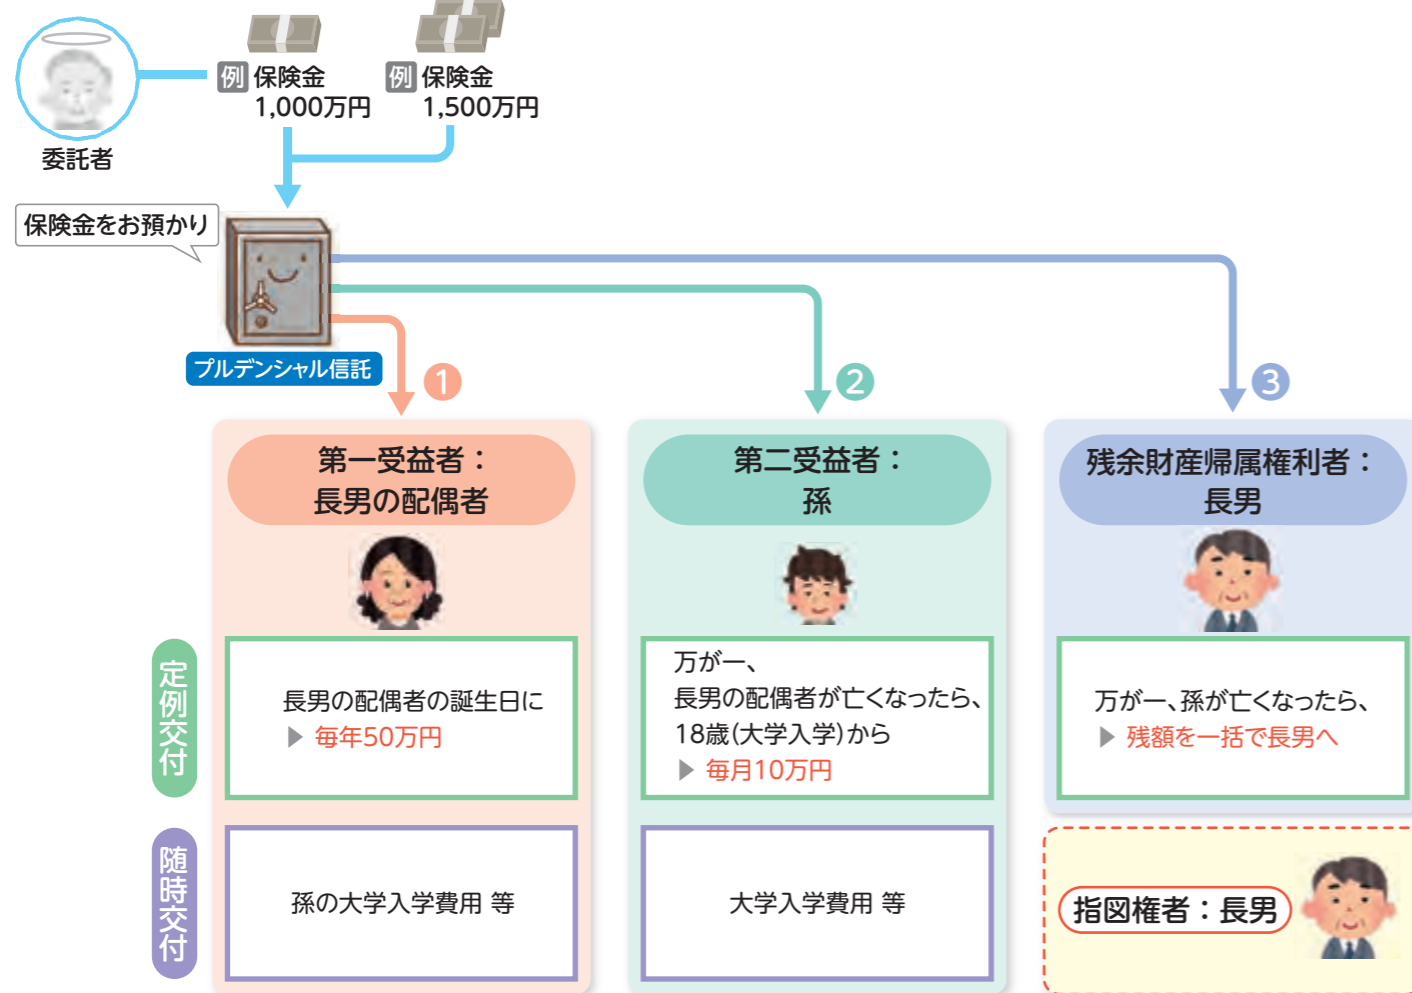 例 保険金
1,000万円
例 保険金
1,500万円
委託者
保険金をお預かり
プルデンシャル信託
1
2
3
第一受益者：
長男の配偶者
第二受益者：
孫
残余財産帰属権利者：
長男
定例交付
長男の配偶者の誕生日に
▶ 毎年50万円
万が一、
長男の配偶者が亡くなったら、
18歳(大学入学)から
▶ 毎月10万円
万が一、孫が亡くなったら、
▶ 残額を一括で長男へ
随時交付
孫の大学入学費用 等
大学入学費用 等
指図権者：長男